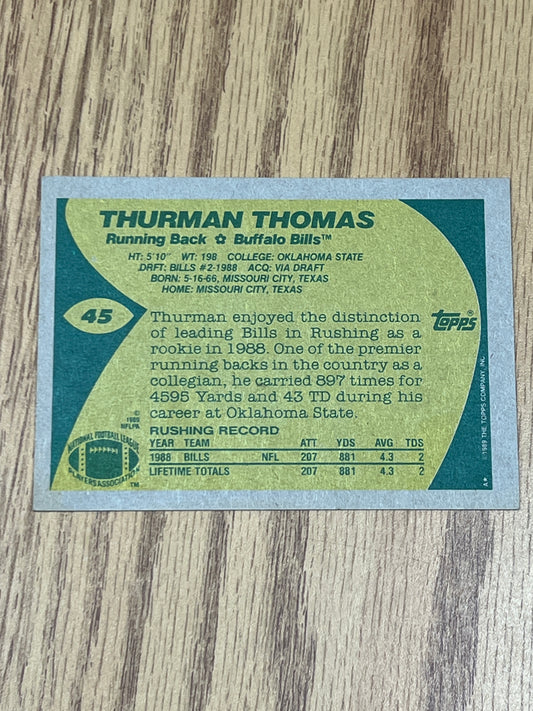 THURMAN THOMAS
Running Back ✿ Buffalo Bills™
HT: 5'10" WT: 198 COLLEGE: OKLAHOMA STATE
DRFT: BILLS #2-1988 ACQ: VIA DRAFT
BORN: 5-16-66, MISSOURI CITY, TEXAS
HOME: MISSOURI CITY, TEXAS
45
Thurman enjoyed the distinction
of leading Bills in Rushing as a
rookie in 1988. One of the premier
running backs in the country as a
collegian, he carried 897 times for
4595 Yards and 43 TD during his
career at Oklahoma State.
topps
RUSHING RECORD
YEAR TEAM ATT YDS AVG TDS
1988 BILLS NFL 207 881 4.3 2
LIFETIME TOTALS 207 881 4.3 2
©
1989
NFLPA
NATIONAL FOOTBALL LEAGUE
PLAYERS ASSOCIATION
™
©1989 THE TOPPS COMPANY, INC.
A*